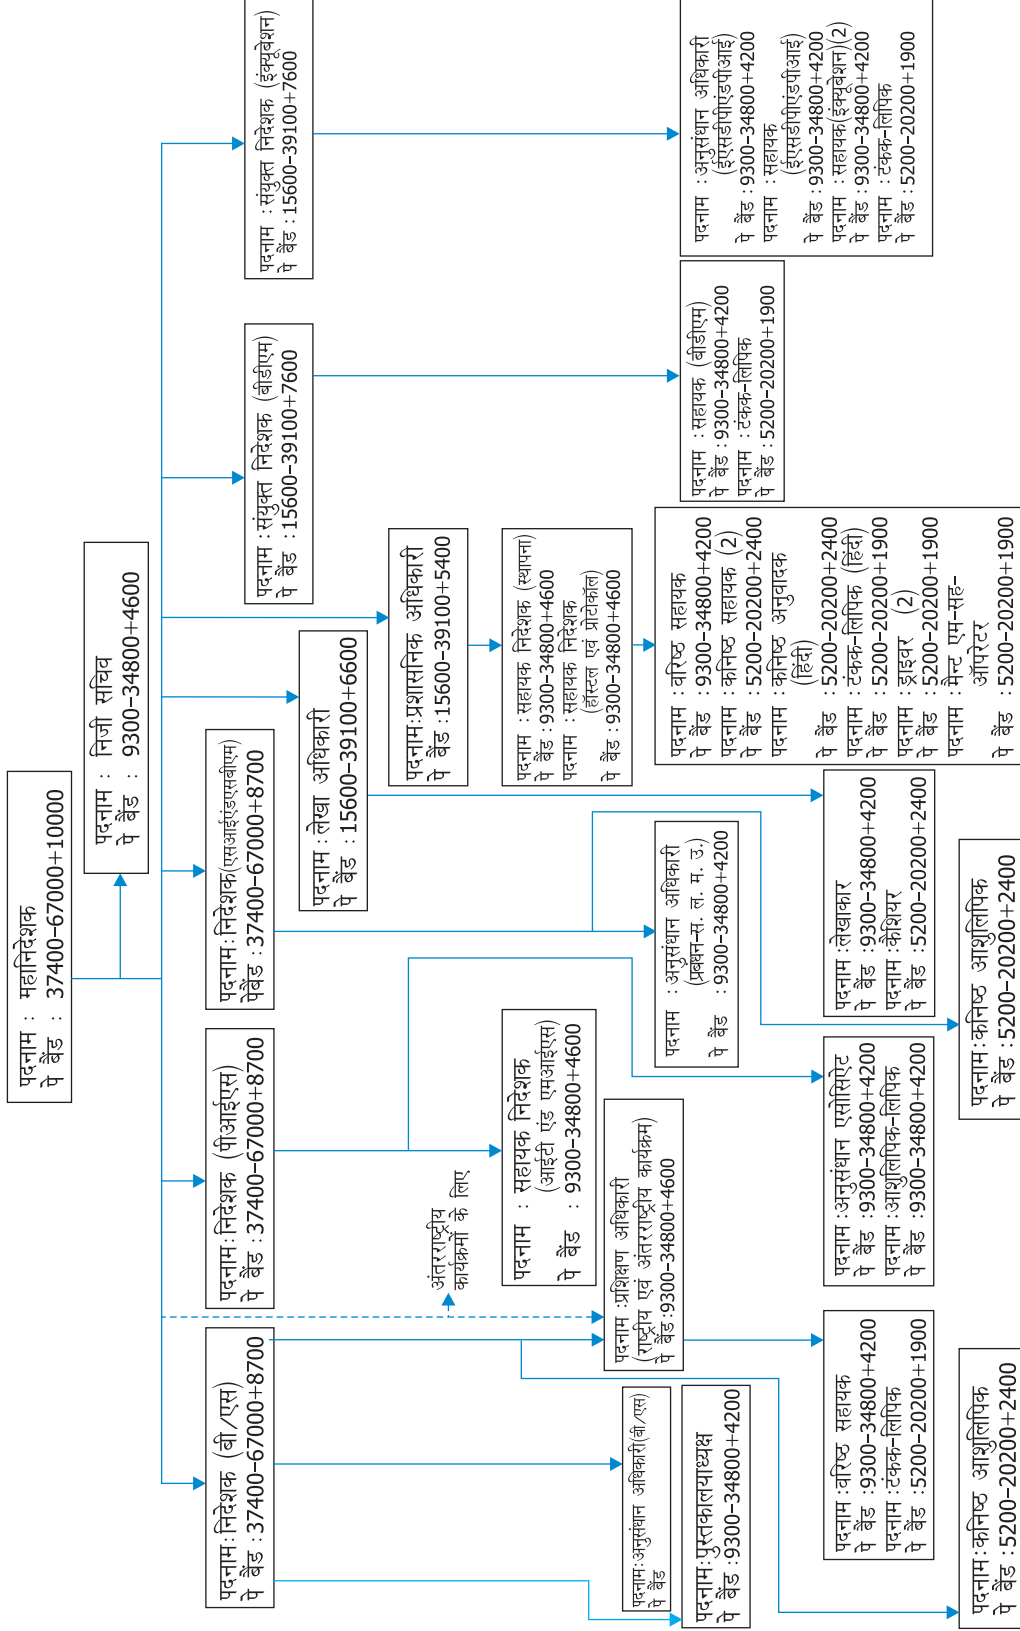 पदनाम : महानिदेशक
पे बैंड : 37400-67000+10000
पदनाम : निजी सचिव
पे बैंड : 9300-34800+4600
पदनाम:निदेशक (बी/एस)
पे बैंड :37400-67000+8700
पदनाम:निदेशक (पीआईएस)
पे बैंड :37400-67000+8700
पदनाम:निदेशक(एसआईएंडएसबीएम)
पेबैंड :37400-67000+8700
पदनाम :संयुक्त निदेशक (बीडीएम)
पे बैंड :15600-39100+7600
पदनाम :संयुक्त निदेशक (इंक्यूबेशन)
पे बैंड :15600-39100+7600
पदनाम :लेखा अधिकारी
पे बैंड :15600-39100+6600
पदनाम:प्रशासनिक अधिकारी
पे बैंड :15600-39100+5400
अंतरराष्ट्रीय
कार्यक्रमों के लिए
पदनाम : सहायक निदेशक
(आईटी एंड एमआईएस)
पे बैंड : 9300-34800+4600
पदनाम :सहायक निदेशक (स्थापना)
पे बैंड :9300-34800+4600
पदनाम :सहायक निदेशक
(हॉस्टल एवं प्रोटोकॉल)
पे बैंड :9300-34800+4600
पदनाम :प्रशिक्षण अधिकारी
(राष्ट्रीय एवं अंतरराष्ट्रीय कार्यक्रम)
पे बैंड :9300-34800+4600
पदनाम:अनुसंधान अधिकारी(बी/एस)
पे बैंड
पदनाम:पुस्तकालयाध्यक्ष
पे बैंड :9300-34800+4200
पदनाम :अनुसंधान अधिकारी
(प्रबंधन-स. ल. म. उ.)
पे बैंड :9300-34800+4200
पदनाम :वरिष्ठ सहायक
पे बैंड :9300-34800+4200
पदनाम :कनिष्ठ सहायक (2)
पे बैंड :5200-20200+2400
पदनाम :कनिष्ठ अनुवादक
(हिंदी)
पे बैंड :5200-20200+2400
पदनाम :टंकक-लिपिक (हिंदी)
पे बैंड :5200-20200+1900
पदनाम :ड्राइवर (2)
पे बैंड :5200-20200+1900
पदनाम :मेन्ट एम-सह-
ऑपरेटर
पे बैंड :5200-20200+1900
पदनाम :सहायक (बीडीएम)
पे बैंड :9300-34800+4200
पदनाम :टंकक-लिपिक
पे बैंड :5200-20200+1900
पदनाम :अनुसंधान अधिकारी
(ईएसडीपीएंडपीआई)
पे बैंड :9300-34800+4200
पदनाम :सहायक
(ईएसडीपीएंडपीआई)
पे बैंड :9300-34800+4200
पदनाम :सहायक(इंक्यूबेशन)(2)
पे बैंड :9300-34800+4200
पदनाम :टंकक-लिपिक
पे बैंड :5200-20200+1900
पदनाम :वरिष्ठ सहायक
पे बैंड :9300-34800+4200
पदनाम :टंकक-लिपिक
पे बैंड :5200-20200+1900
पदनाम :अनुसंधान एसोसिऐट
पे बैंड :9300-34800+4200
पदनाम :आशुलिपिक-लिपिक
पे बैंड :9300-34800+4200
पदनाम :लेखाकार
पे बैंड :9300-34800+4200
पदनाम :कैशियर
पे बैंड :5200-20200+2400
पदनाम:कनिष्ठ आशुलिपिक
पे बैंड :5200-20200+2400
पदनाम:कनिष्ठ आशुलिपिक
पे बैंड :5200-20200+2400